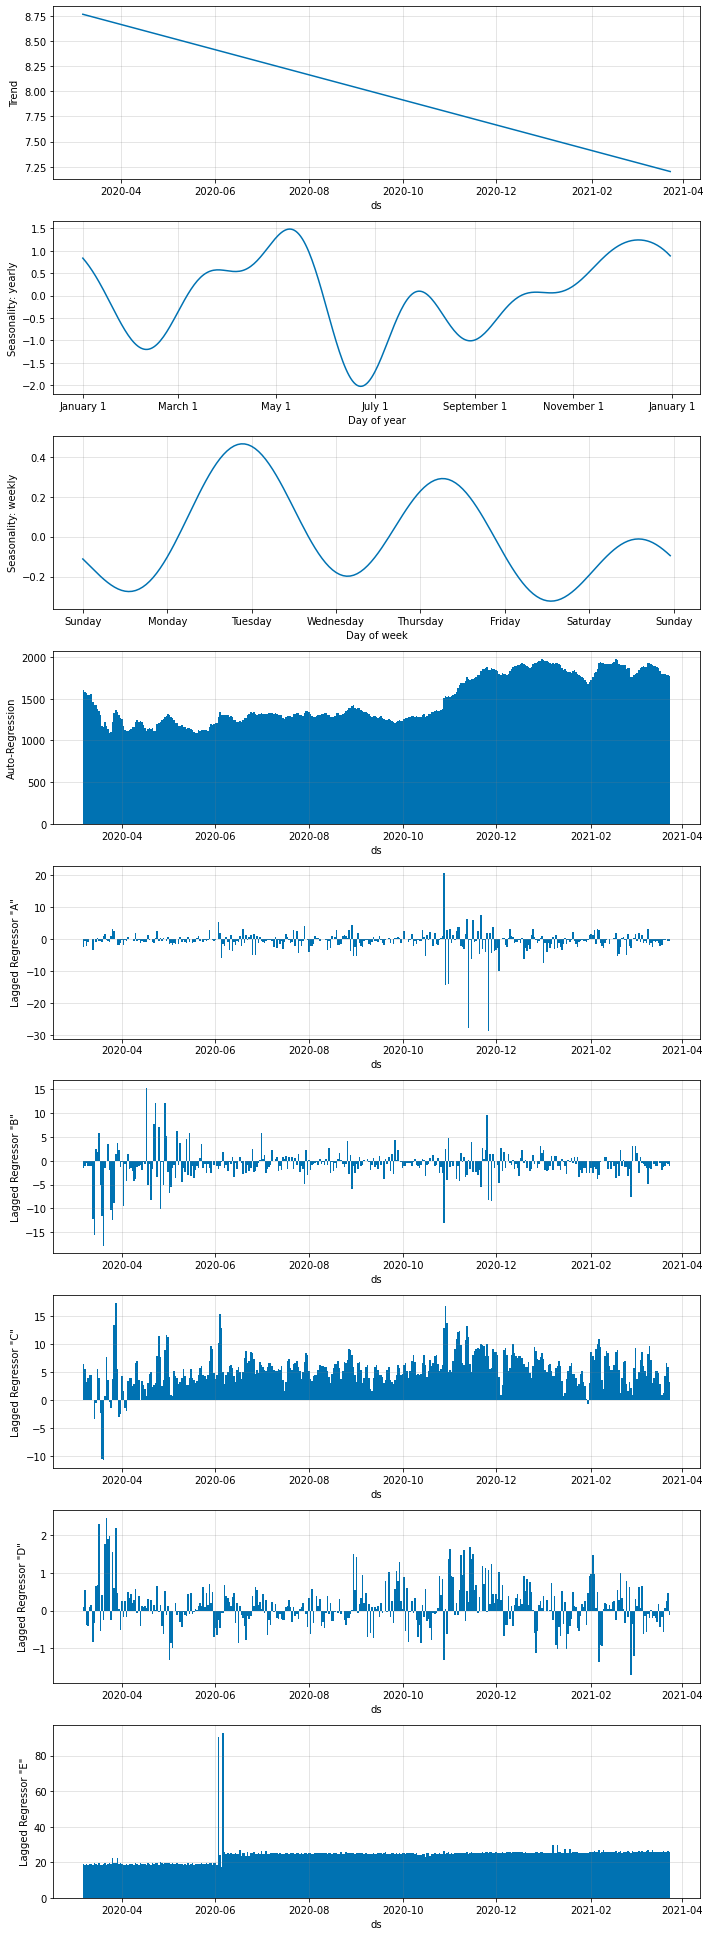 Trend
8.75
8.50
8.25
8.00
7.75
7.50
7.25
2020-04 2020-06 2020-08 2020-10 2020-12 2021-02 2021-04
ds
Seasonality: yearly
1.5
1.0
0.5
0.0
−0.5
−1.0
−1.5
−2.0
January 1 March 1 May 1 July 1 September 1 November 1 January 1
Day of year
Seasonality: weekly
0.4
0.2
0.0
−0.2
Sunday Monday Tuesday Wednesday Thursday Friday Saturday Sunday
Day of week
Auto-Regression
2000
1500
1000
500
0
2020-04 2020-06 2020-08 2020-10 2020-12 2021-02 2021-04
ds
Lagged Regressor "A"
20
10
0
−10
−20
−30
2020-04 2020-06 2020-08 2020-10 2020-12 2021-02 2021-04
ds
Lagged Regressor "B"
15
10
5
0
−5
−10
−15
2020-04 2020-06 2020-08 2020-10 2020-12 2021-02 2021-04
ds
Lagged Regressor "C"
15
10
5
0
−5
−10
2020-04 2020-06 2020-08 2020-10 2020-12 2021-02 2021-04
ds
Lagged Regressor "D"
2
1
0
−1
2020-04 2020-06 2020-08 2020-10 2020-12 2021-02 2021-04
ds
Lagged Regressor "E"
80
60
40
20
0
2020-04 2020-06 2020-08 2020-10 2020-12 2021-02 2021-04
ds